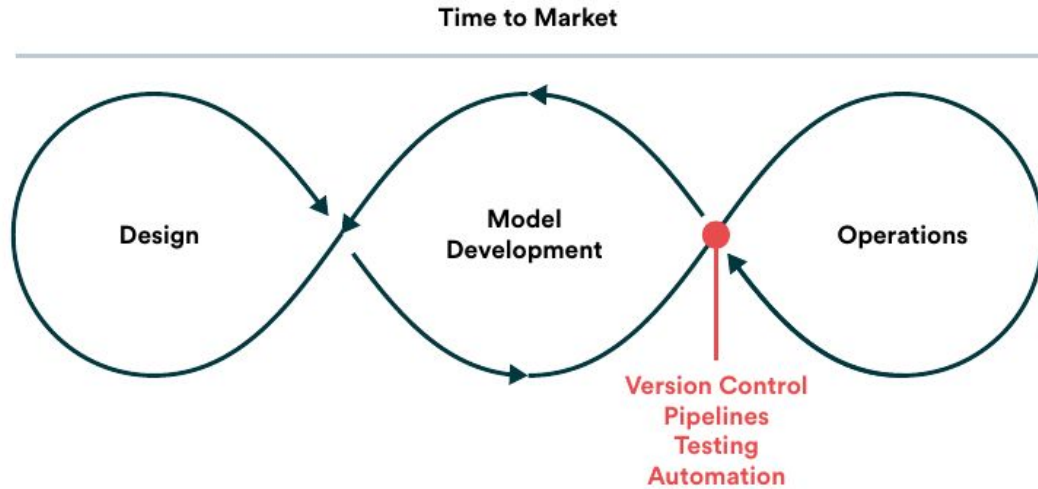 Time to Market
Design
Model
Development
Operations
Version Control
Pipelines
Testing
Automation